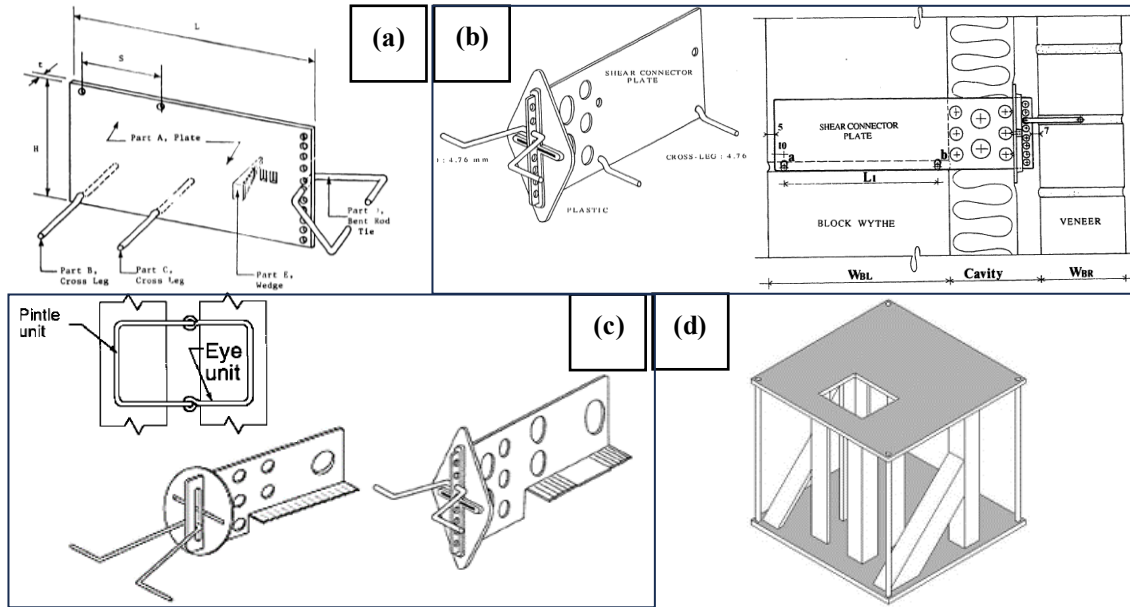 (a)
L
S
t
H
Part A, Plate
Part B,
Cross Leg
Part C,
Cross Leg
Part E,
Wedge
Bent Rod
Tie
(b)
SHEAR CONNECTOR
PLATE
: 4.76 mm
CROSS-LEG : 4.76
PLASTIC
5
10
a
SHEAR CONNECTOR
PLATE
b
7
L1
BLOCK WYTHE
VENEER
WBL
Cavity
WBR
(c)
Pintle
unit
Eye
unit
(d)